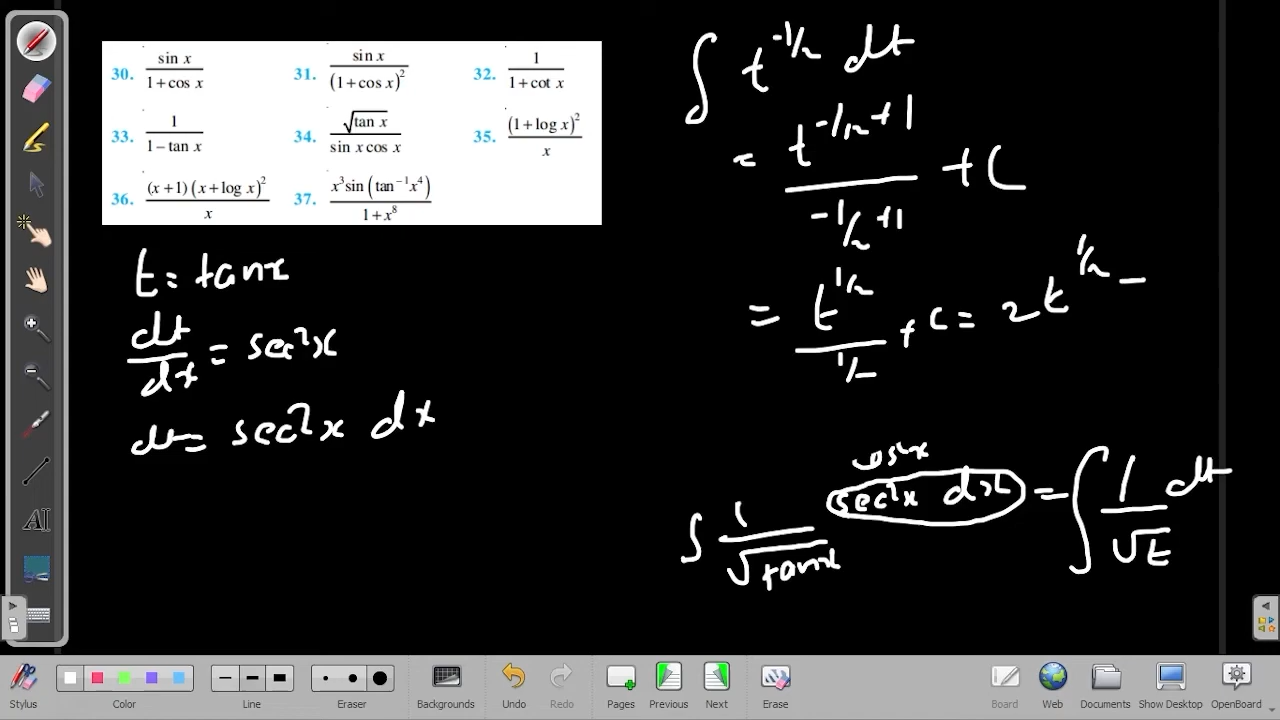 30. sin x / 1 + cos x
31. sin x / (1 + cos x)²
32. 1 / 1 + cot x
33. 1 / 1 – tan x
34. √tan x / sin x cos x
35. (1 + log x)² / x
36. (x + 1)(x + log x)² / x
37. x³ sin (tan⁻¹ x⁴) / 1 + x⁸
t = tanx
dt/dx = sec²x
dt = sec²x dx
∫ t^-1/2 dt
= t^-1/2+1 / -1/2+1 + C
= t^1/2 / 1/2 + C = 2 t^1/2 –
cos²x
∫ 1/√tanx sec²x dx = ∫ 1/√t dt
AI
Stylus
Color
Line
Eraser
Backgrounds
Undo
Redo
Pages
Previous
Next
Erase
Board
Web
Documents
Show Desktop
OpenBoard